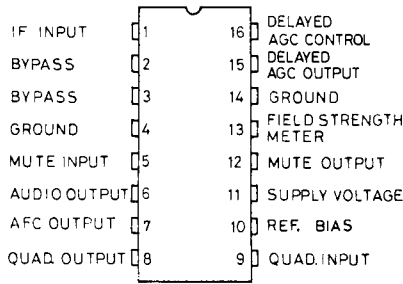 IF INPUT 1
BYPASS 2
BYPASS 3
GROUND 4
MUTE INPUT 5
AUDIO OUTPUT 6
AFC OUTPUT 7
QUAD. OUTPUT 8
16 DELAYED
AGC CONTROL
15 DELAYED
AGC OUTPUT
14 GROUND
13 FIELD STRENGTH
METER
12 MUTE OUTPUT
11 SUPPLY VOLTAGE
10 REF. BIAS
9 QUAD. INPUT